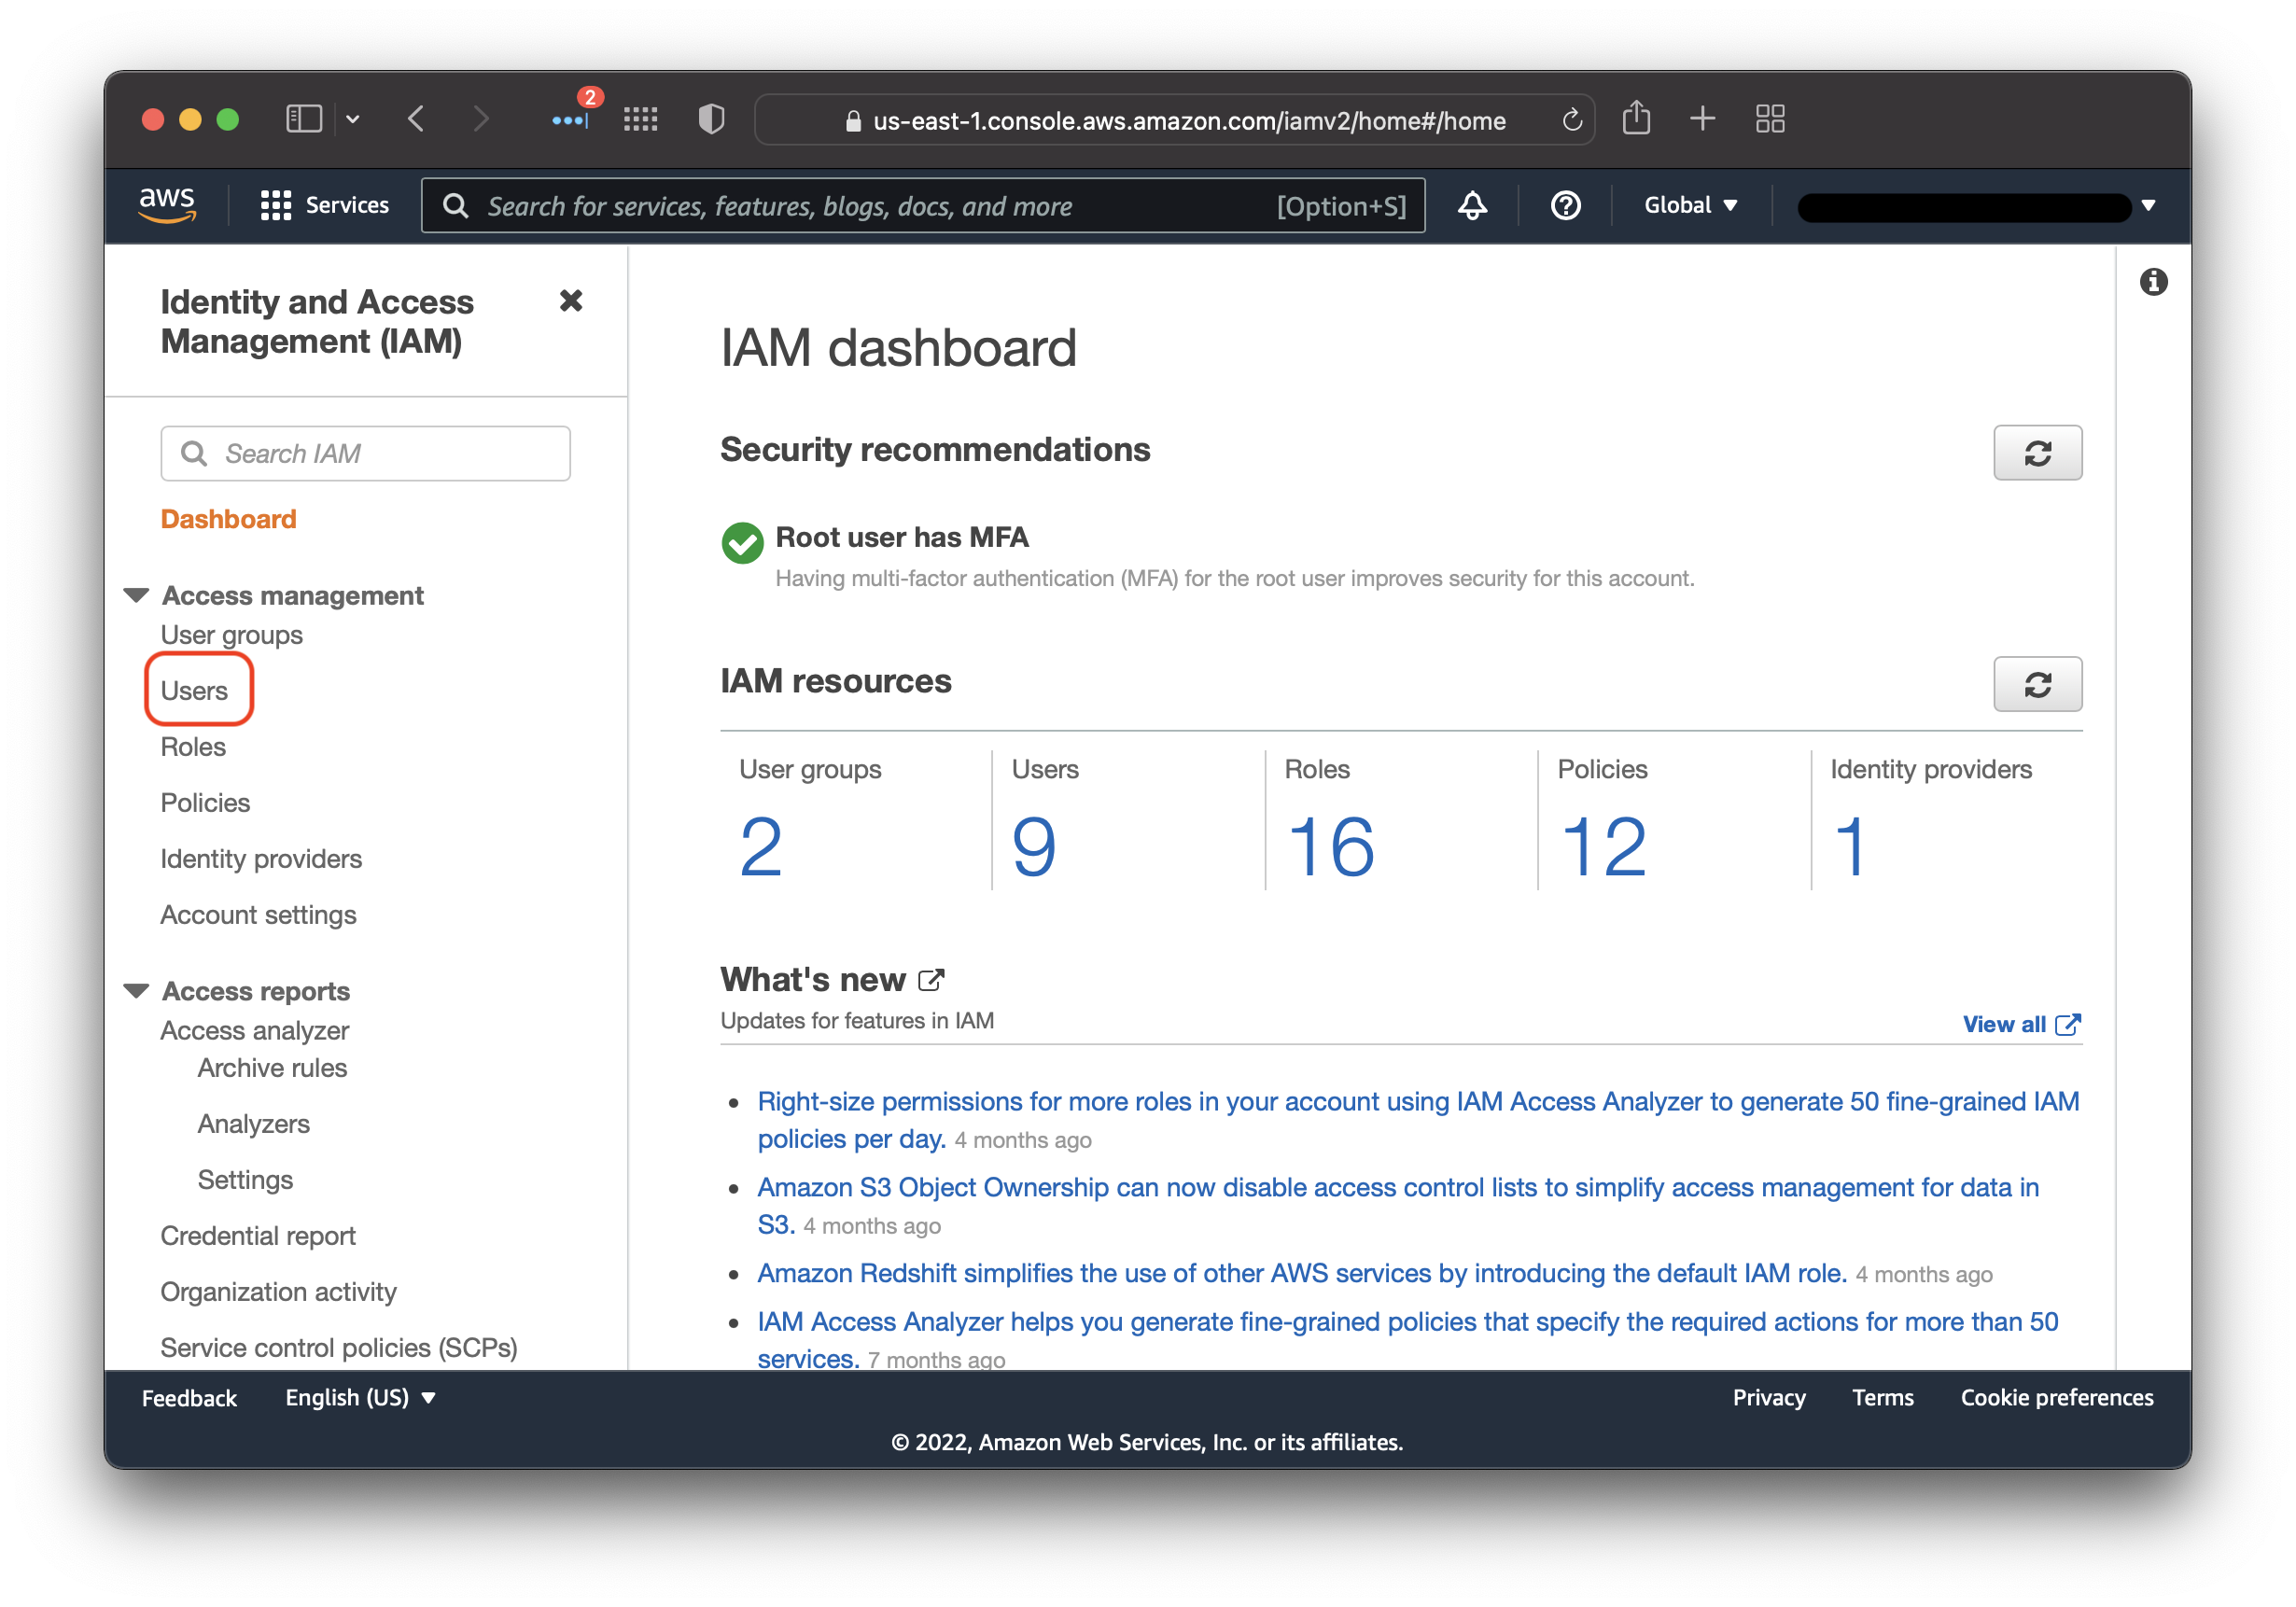 2
us-east-1.console.aws.amazon.com/iamv2/home#/home
aws
Services
Search for services, features, blogs, docs, and more
[Option+S]
Global
Identity and Access
Management (IAM)
Search IAM
Dashboard
Access management
User groups
Users
Roles
Policies
Identity providers
Account settings
Access reports
Access analyzer
Archive rules
Analyzers
Settings
Credential report
Organization activity
Service control policies (SCPs)
IAM dashboard
Security recommendations
Root user has MFA
Having multi-factor authentication (MFA) for the root user improves security for this account.
IAM resources
User groups
2
Users
9
Roles
16
Policies
12
Identity providers
1
What's new
Updates for features in IAM
View all
Right-size permissions for more roles in your account using IAM Access Analyzer to generate 50 fine-grained IAM
policies per day. 4 months ago
Amazon S3 Object Ownership can now disable access control lists to simplify access management for data in
S3. 4 months ago
Amazon Redshift simplifies the use of other AWS services by introducing the default IAM role. 4 months ago
IAM Access Analyzer helps you generate fine-grained policies that specify the required actions for more than 50
services. 7 months ago
Feedback
English (US)
Privacy
Terms
Cookie preferences
© 2022, Amazon Web Services, Inc. or its affiliates.